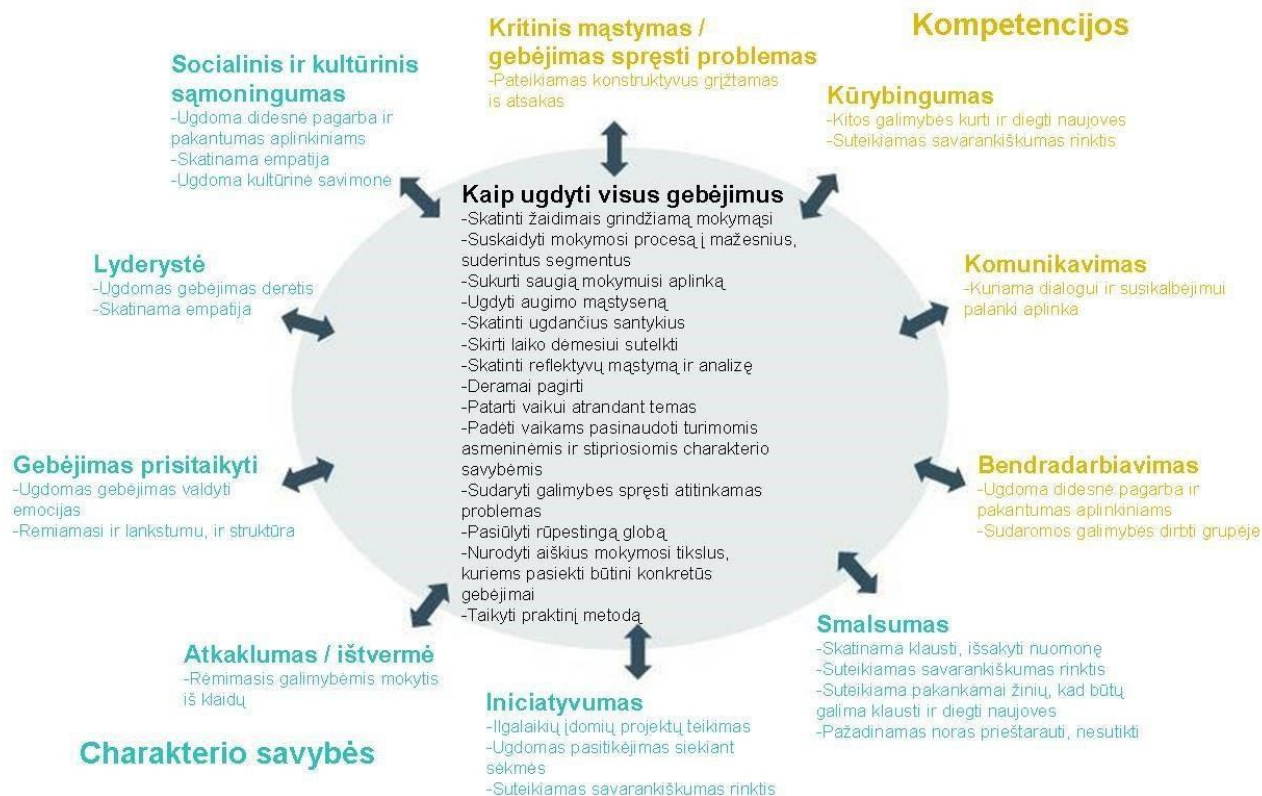 Kompetencijos
Kritinis mąstymas /
gebėjimas spręsti problemas
-Pateikiamas konstruktyvus grįžtamas
is atsakas
Kūrybingumas
-Kitos galimybės kurti ir diegti naujoves
-Suteikiamas savarankiškumas rinktis
Komunikavimas
-Kuriama dialogui ir susikalbėjimui
palanki aplinka
Bendradarbiavimas
-Ugdoma didesnė pagarba ir
pakantumas aplinkiniams
-Sudaromos galimybės dirbti grupėje
Smalsumas
-Skatinama klausti, išsakyti nuomonę
-Suteikiamas savarankiškumas rinktis
-Suteikiama pakankamai žinių, kad būtų
galima klausti ir diegti naujoves
-Pažadinamas noras prieštarauti, nesutikti
Iniciatyvumas
-Ilgalaikių įdomių projektų teikimas
-Ugdomas pasitikėjimas siekiant
sėkmės
-Suteikiamas savarankiškumas rinktis
Atkaklumas / ištvermė
-Rėmimasis galimybėmis mokytis
iš klaidų
Charakterio savybės
Gebėjimas prisitaikyti
-Ugdomas gebėjimas valdyti
emocijas
-Remiamasi ir lankstumu, ir struktūra
Lyderystė
-Ugdomas gebėjimas derėtis
-Skatinama empatija
Socialinis ir kultūrinis
sąmoningumas
-Ugdoma didesnė pagarba ir
pakantumas aplinkiniams
-Skatinama empatija
-Ugdoma kultūrinė savimonė
Kaip ugdyti visus gebėjimus
-Skatinti žaidimais grindžiamą mokymąsi
-Suskaidyti mokymosi procesą į mažesnius,
suderintus segmentus
-Sukurti saugią mokymuisi aplinką
-Ugdyti augimo mąstyseną
-Skatinti ugdančius santykius
-Skirti laiko dėmesiui sutelkti
-Skatinti reflektyvų mąstymą ir analizę
-Deramai pagirti
-Patarti vaikui atrandant temas
-Padėti vaikams pasinaudoti turimomis
asmeninėmis ir stipriosiomis charakterio
savybėmis
-Sudaryti galimybes spręsti atitinkamas
problemas
-Pasiūlyti rūpestingą globą
-Nurodyti aiškius mokymosi tikslus,
kuriems pasiekti būtini konkretūs
gebėjimai
-Taikyti praktinį metodą